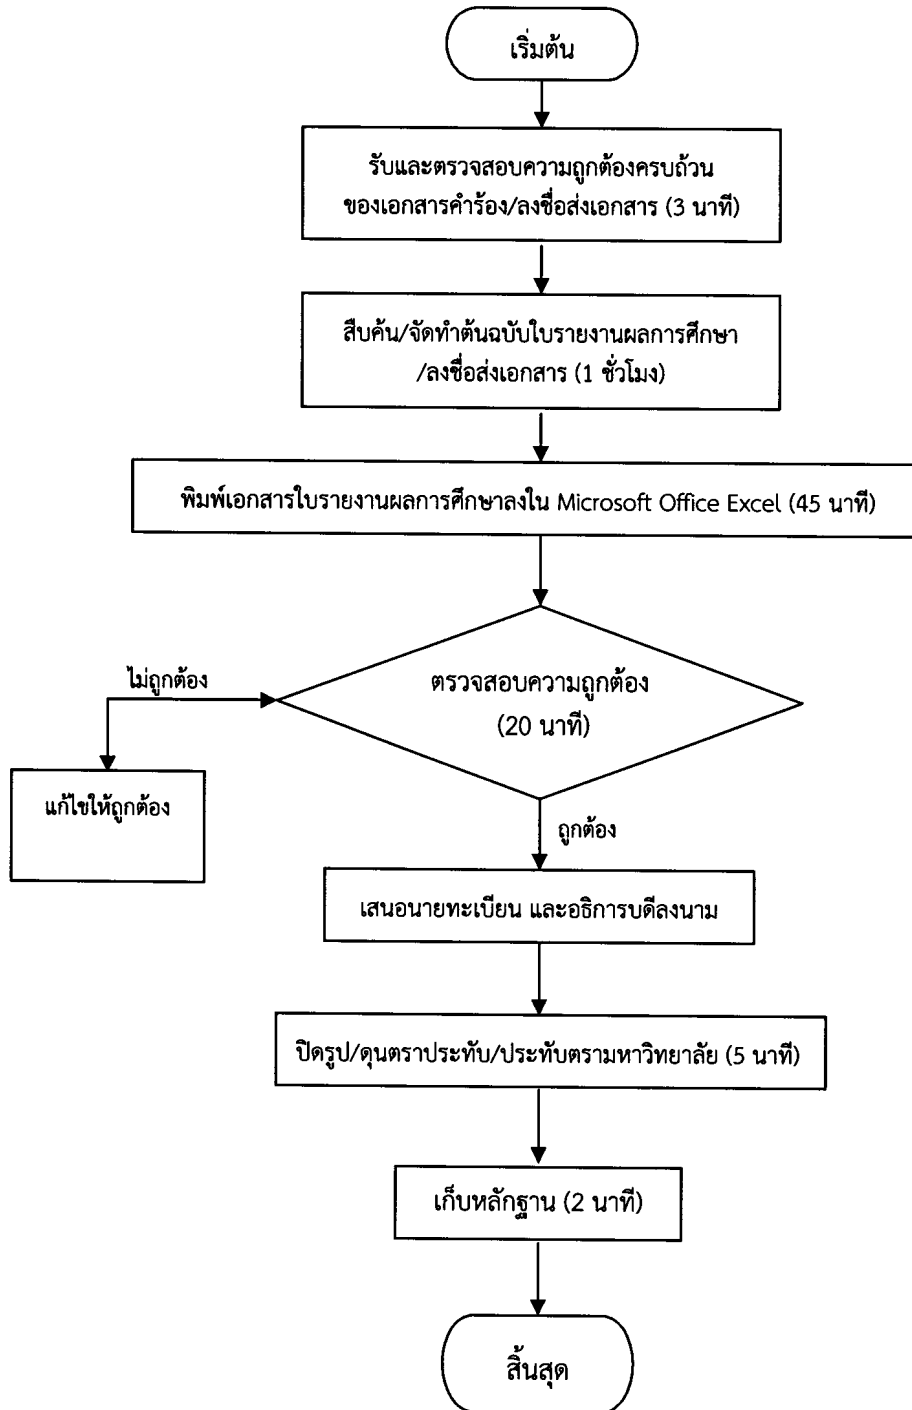 เริ่มต้น
รับและตรวจสอบความถูกต้องครบถ้วน
ของเอกสารคำร้อง/ลงชื่อส่งเอกสาร (3 นาที)
สืบค้น/จัดทำต้นฉบับใบรายงานผลการศึกษา
/ลงชื่อส่งเอกสาร (1 ชั่วโมง)
พิมพ์เอกสารใบรายงานผลการศึกษาลงใน Microsoft Office Excel (45 นาที)
ไม่ถูกต้อง
ตรวจสอบความถูกต้อง
(20 นาที)
แก้ไขให้ถูกต้อง
ถูกต้อง
เสนอนายทะเบียน และอธิการบดีลงนาม
ปิดรูป/ดุนตราประทับ/ประทับตรามหาวิทยาลัย (5 นาที)
เก็บหลักฐาน (2 นาที)
สิ้นสุด